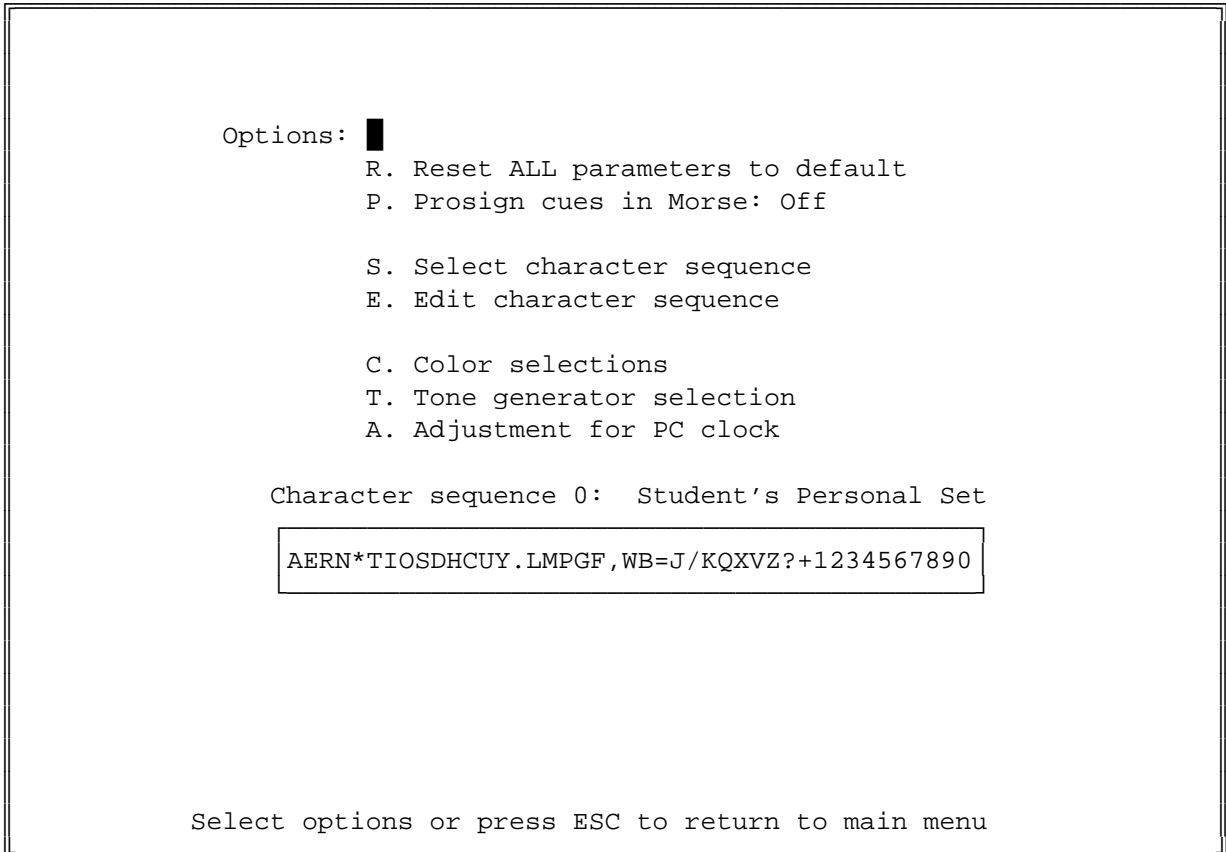 Options:
R. Reset ALL parameters to default
P. Prosign cues in Morse: Off
S. Select character sequence
E. Edit character sequence
C. Color selections
T. Tone generator selection
A. Adjustment for PC clock
Character sequence 0:  Student’s Personal Set
AERN*TIOSDHCUY.LMPGF,WB=J/KQXVZ?+1234567890
Select options or press ESC to return to main menu